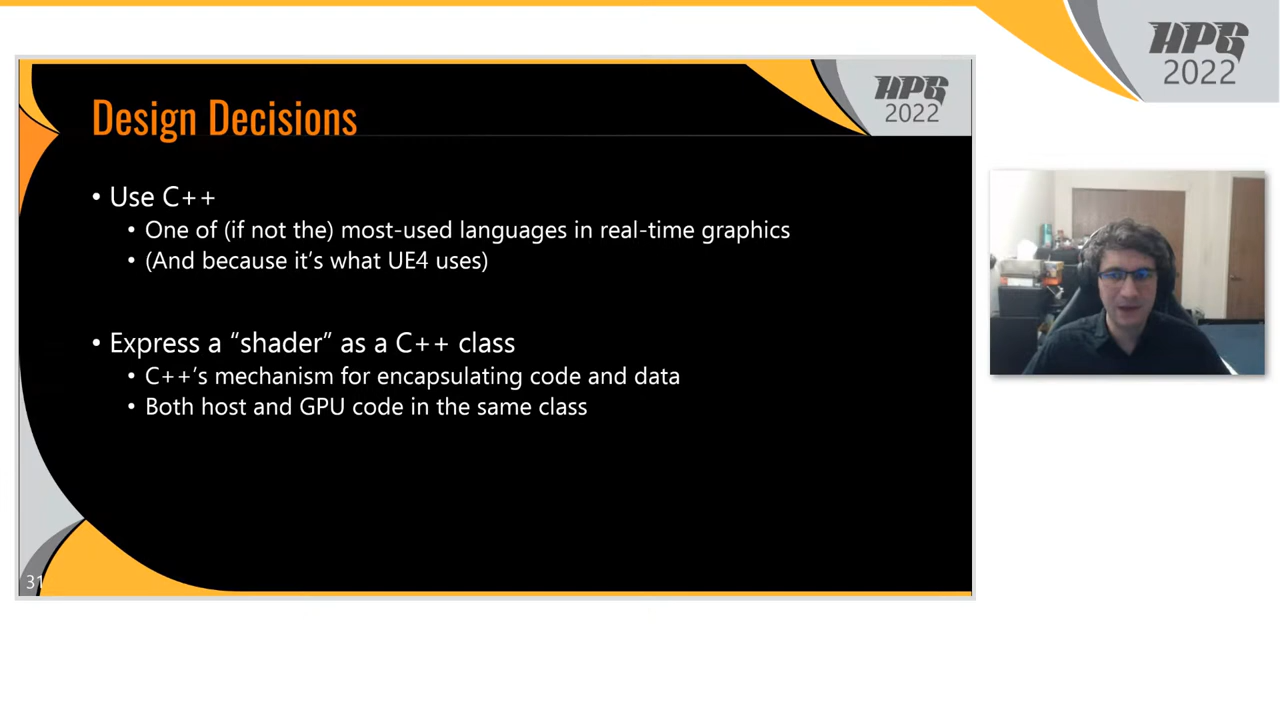 HPG
2022
HPG
2022
Design Decisions
• Use C++
• One of (if not the) most-used languages in real-time graphics
• (And because it's what UE4 uses)
• Express a “shader” as a C++ class
• C++'s mechanism for encapsulating code and data
• Both host and GPU code in the same class
31